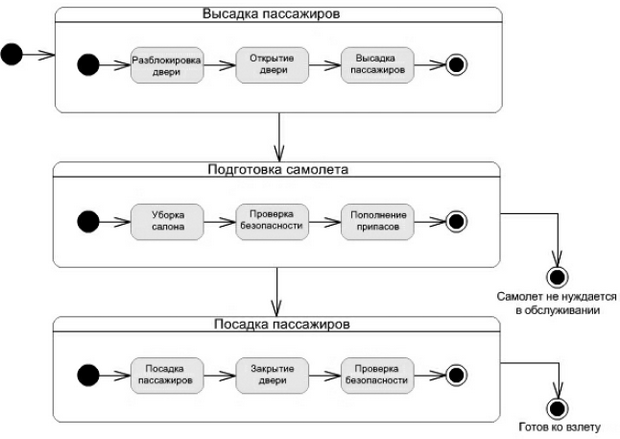 Высадка пассажиров
Разблокировка
двери
Открытие
двери
Высадка
пассажиров
Подготовка самолета
Уборка
салона
Проверка
безопасности
Пополнение
припасов
Самолет не нуждается
в обслуживании
Посадка пассажиров
Посадка
пассажиров
Закрытие
двери
Проверка
безопасности
Готов ко взлету